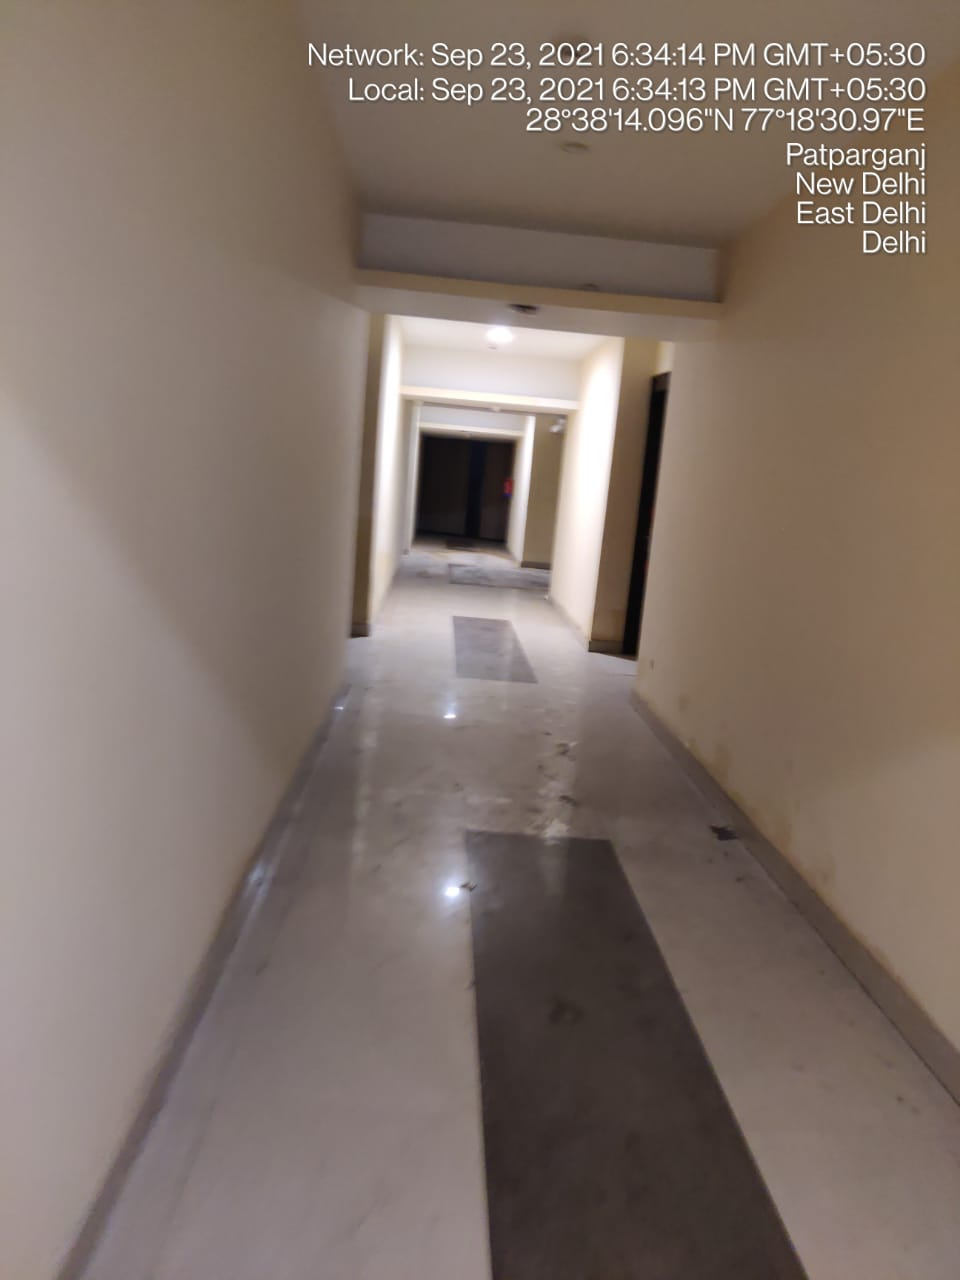 Network: Sep 23, 2021 6:34:14 PM GMT+05:30
Local: Sep 23, 2021 6:34:13 PM GMT+05:30
28°38'14.096"N 77°18'30.97"E
Patparganj
New Delhi
East Delhi
Delhi